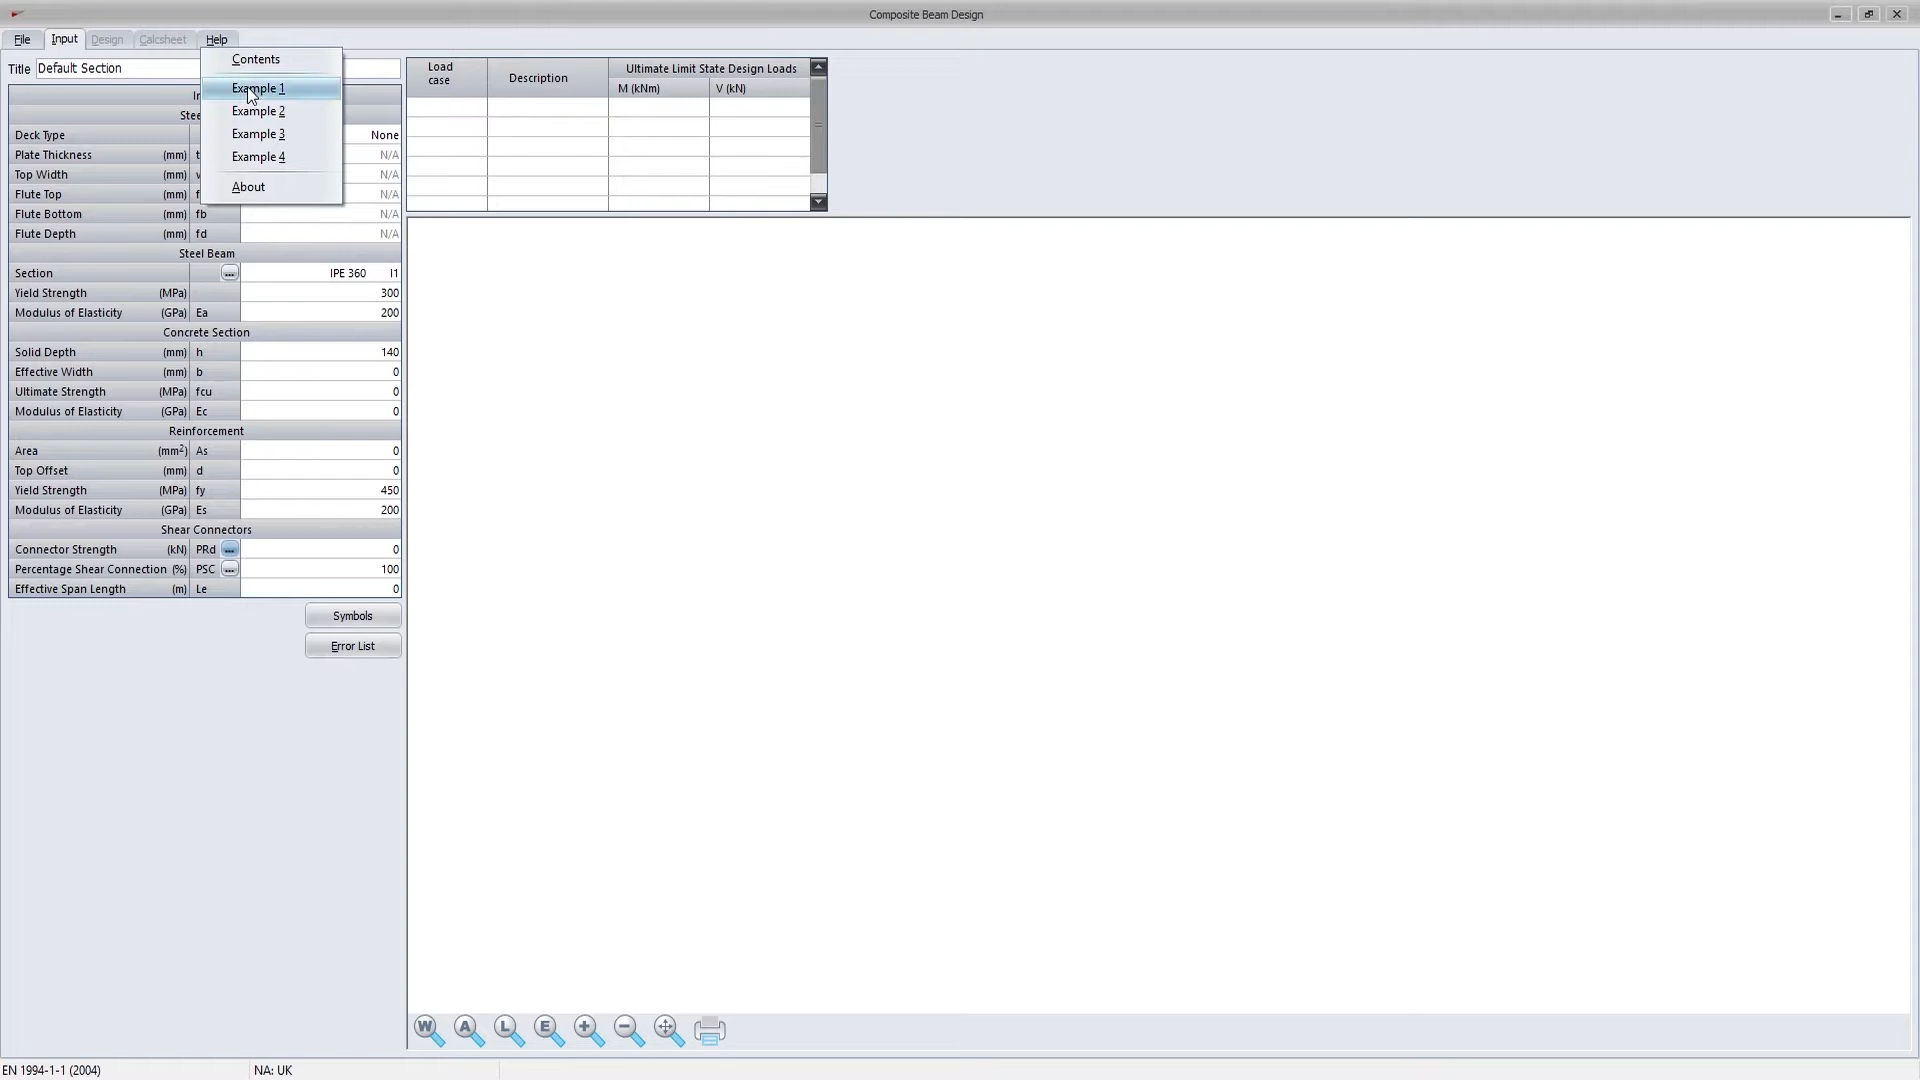 Composite Beam Design
File Input Design Calcsheet Help
Title Default Section
Contents
Example 1
Example 2
Example 3
Example 4
About
Deck Type None
Plate Thickness (mm) t N/A
Top Width (mm) N/A
Flute Top (mm) f N/A
Flute Bottom (mm) fb N/A
Flute Depth (mm) fd N/A
Steel Beam
Section ... IPE 360 I1
Yield Strength (MPa) 300
Modulus of Elasticity (GPa) Ea 200
Concrete Section
Solid Depth (mm) h 140
Effective Width (mm) b 0
Ultimate Strength (MPa) fcu 0
Modulus of Elasticity (GPa) Ec 0
Reinforcement
Area (mm²) As 0
Top Offset (mm) d 0
Yield Strength (MPa) fy 450
Modulus of Elasticity (GPa) Es 200
Shear Connectors
Connector Strength (kN) PRd ... 0
Percentage Shear Connection (%) PSC ... 100
Effective Span Length (m) Le 0
Symbols
Error List
Load case Description Ultimate Limit State Design Loads
M (kNm) V (kN)
W A L E
EN 1994-1-1 (2004) NA: UK